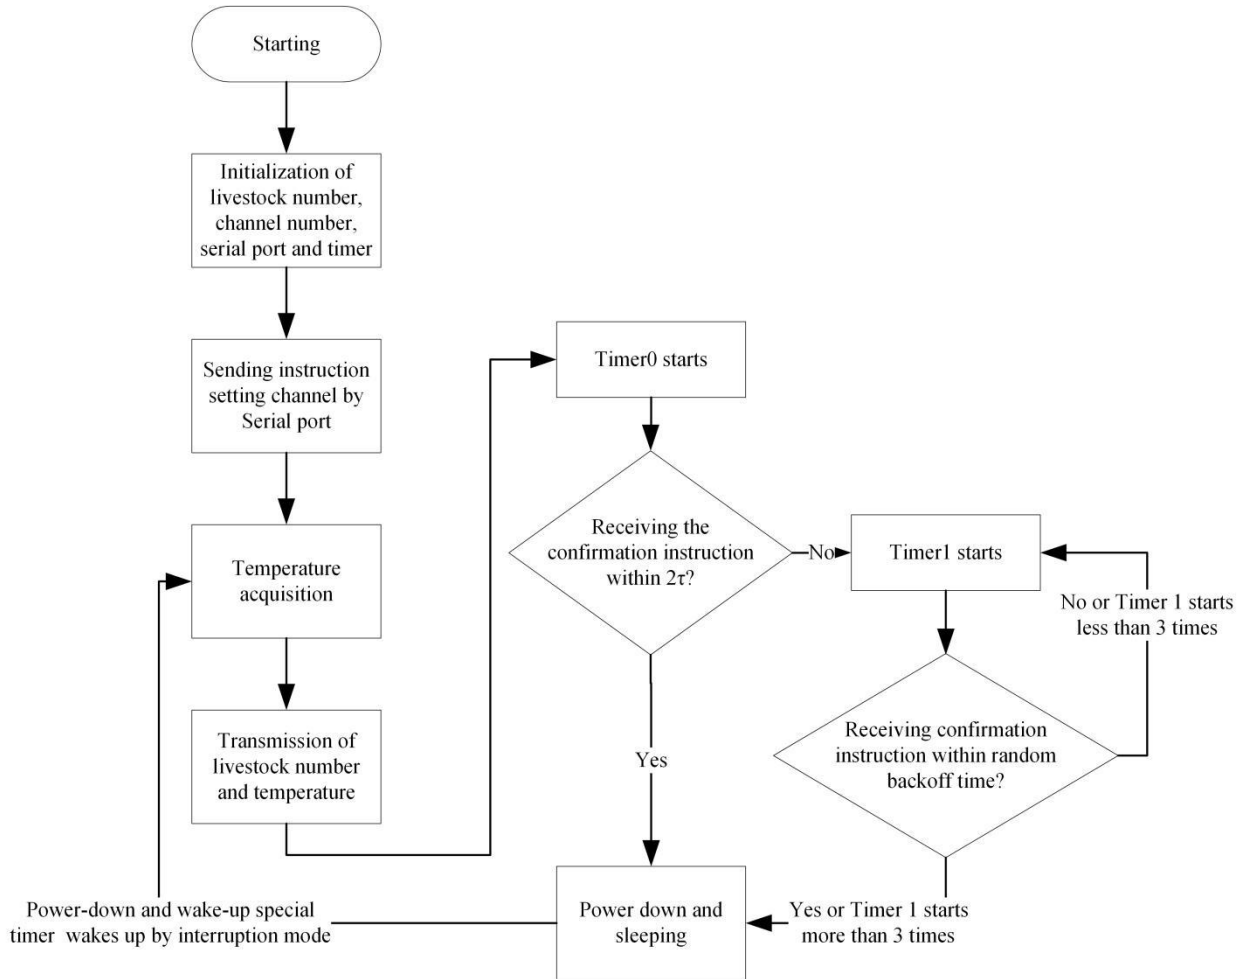 Starting
Initialization of
livestock number,
channel number,
serial port and timer
Sending instruction
setting channel by
Serial port
Temperature
acquisition
Transmission of
livestock number
and temperature
Timer0 starts
Receiving the
confirmation instruction
within 2τ?
No
Timer1 starts
No or Timer 1 starts
less than 3 times
Receiving confirmation
instruction within random
backoff time?
Yes
Yes or Timer 1 starts
more than 3 times
Power down and
sleeping
Power-down and wake-up special
timer wakes up by interruption mode